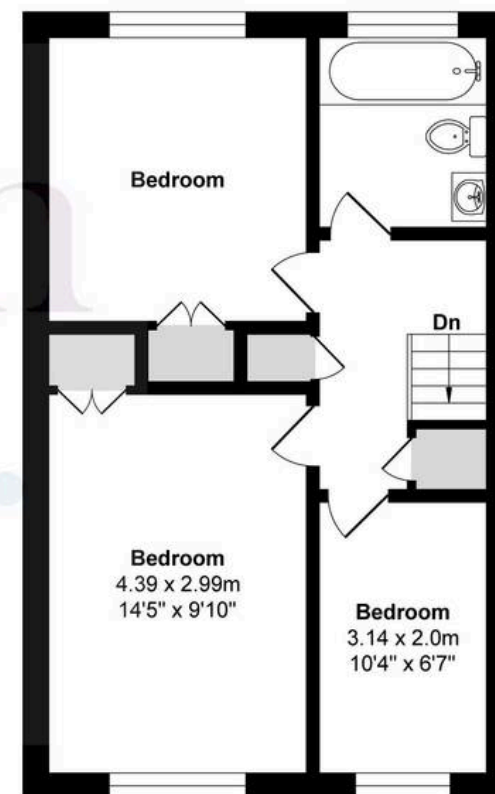 Bedroom
Dn
Bedroom
4.39 x 2.99m
14'5" x 9'10"
Bedroom
3.14 x 2.0m
10'4" x 6'7"